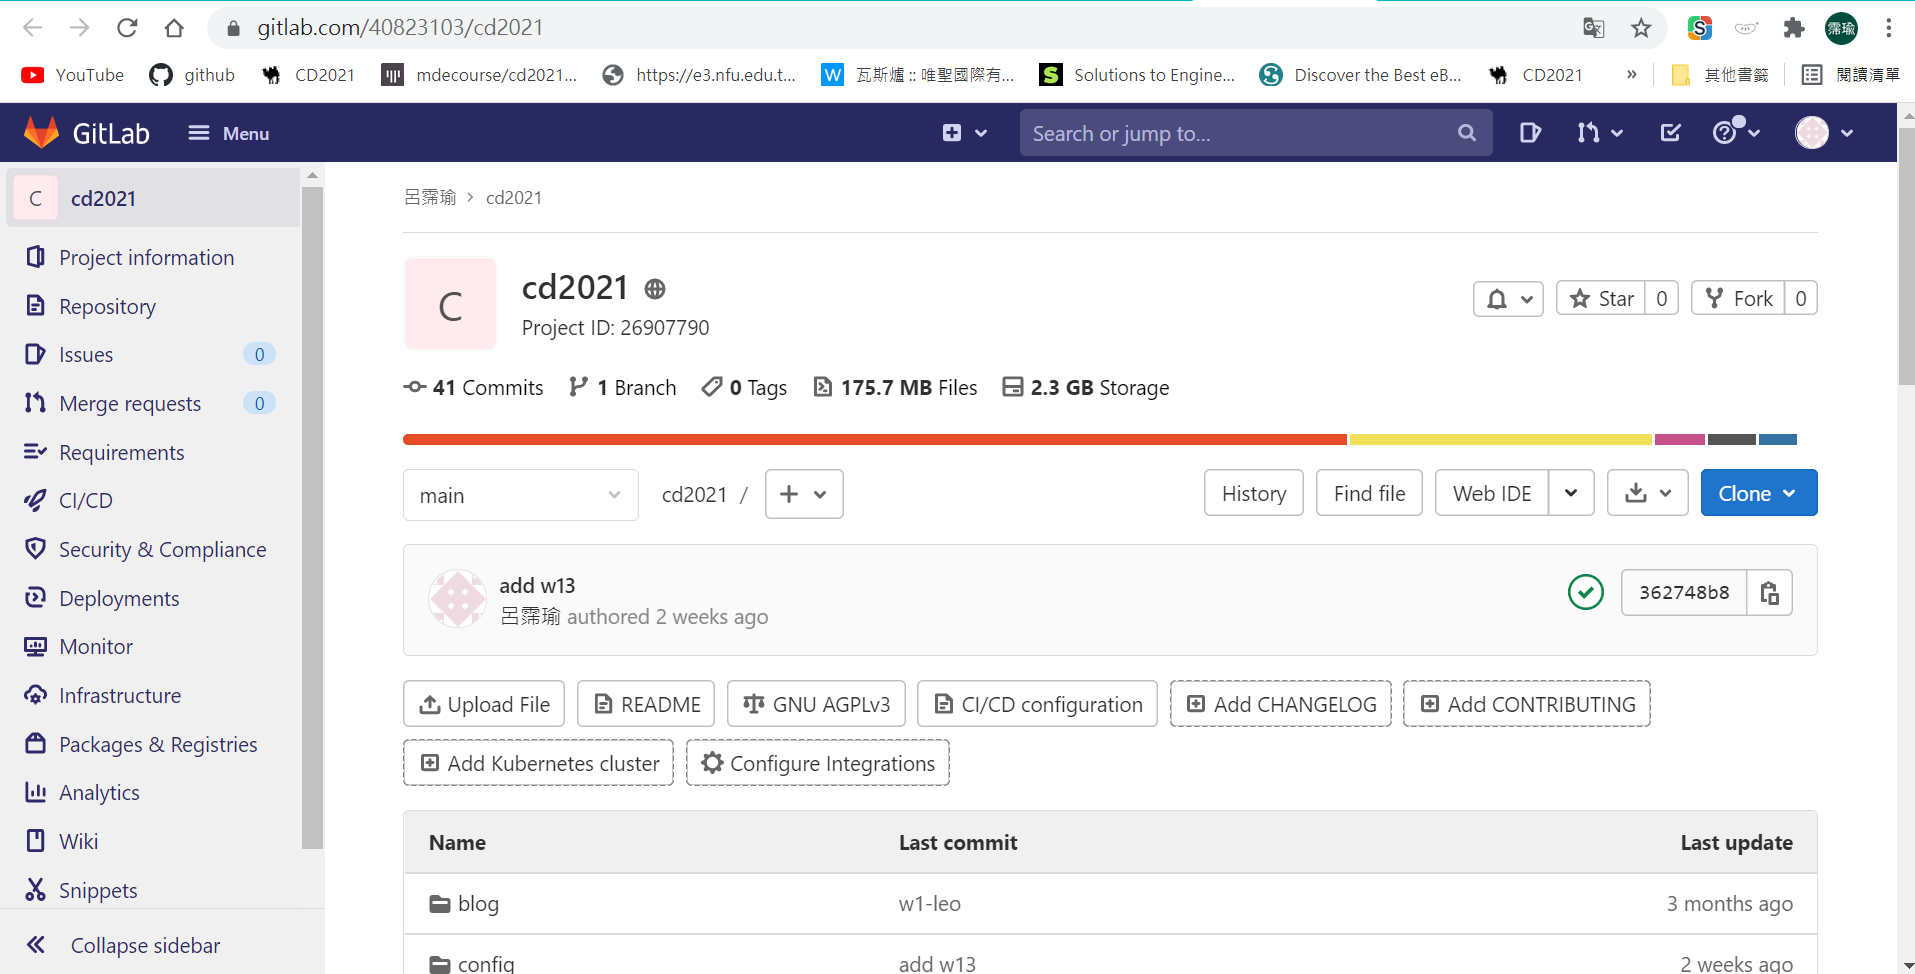 gitlab.com/40823103/cd2021
YouTube github CD2021 mdecourse/cd2021... https://e3.nfu.edu.t... 瓦斯爐 :: 唯聖國際有... Solutions to Engine... Discover the Best eB... CD2021 » 其他書籤 閱讀清單
GitLab Menu Search or jump to...
C cd2021
Project information
Repository
Issues 0
Merge requests 0
Requirements
CI/CD
Security & Compliance
Deployments
Monitor
Infrastructure
Packages & Registries
Analytics
Wiki
Snippets
Collapse sidebar
呂霈瑜 > cd2021
C
cd2021
Project ID: 26907790
Star 0 Fork 0
41 Commits 1 Branch 0 Tags 175.7 MB Files 2.3 GB Storage
main cd2021 / + History Find file Web IDE Clone
add w13
呂霈瑜 authored 2 weeks ago
362748b8
Upload File README GNU AGPLv3 CI/CD configuration Add CHANGELOG Add CONTRIBUTING
Add Kubernetes cluster Configure Integrations
Name Last commit Last update
blog w1-leo 3 months ago
config add w13 2 weeks ago